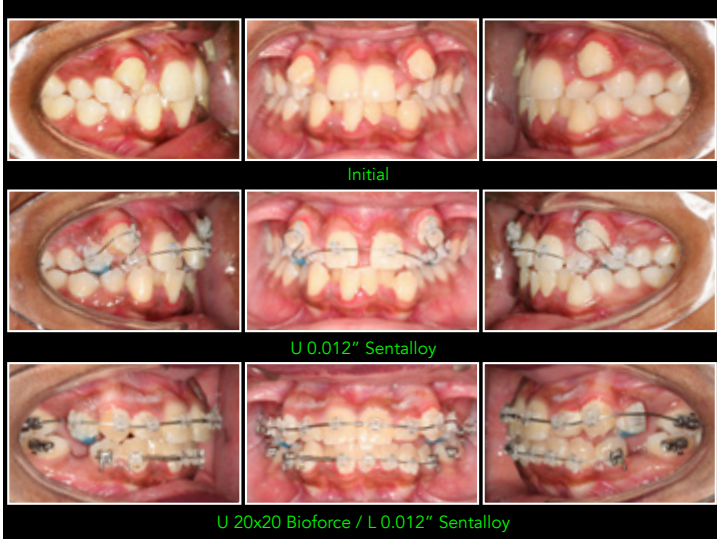 Initial
U 0.012” Sentalloy
U 20x20 Bioforce / L 0.012” Sentalloy